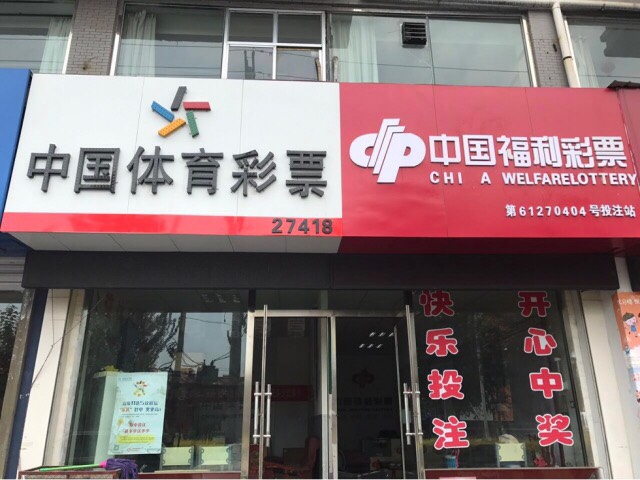 中国体育彩票
27418
中国福利彩票
CHI A WELFARELOTTERY
第61270404号投注站
快乐投注
开心中奖